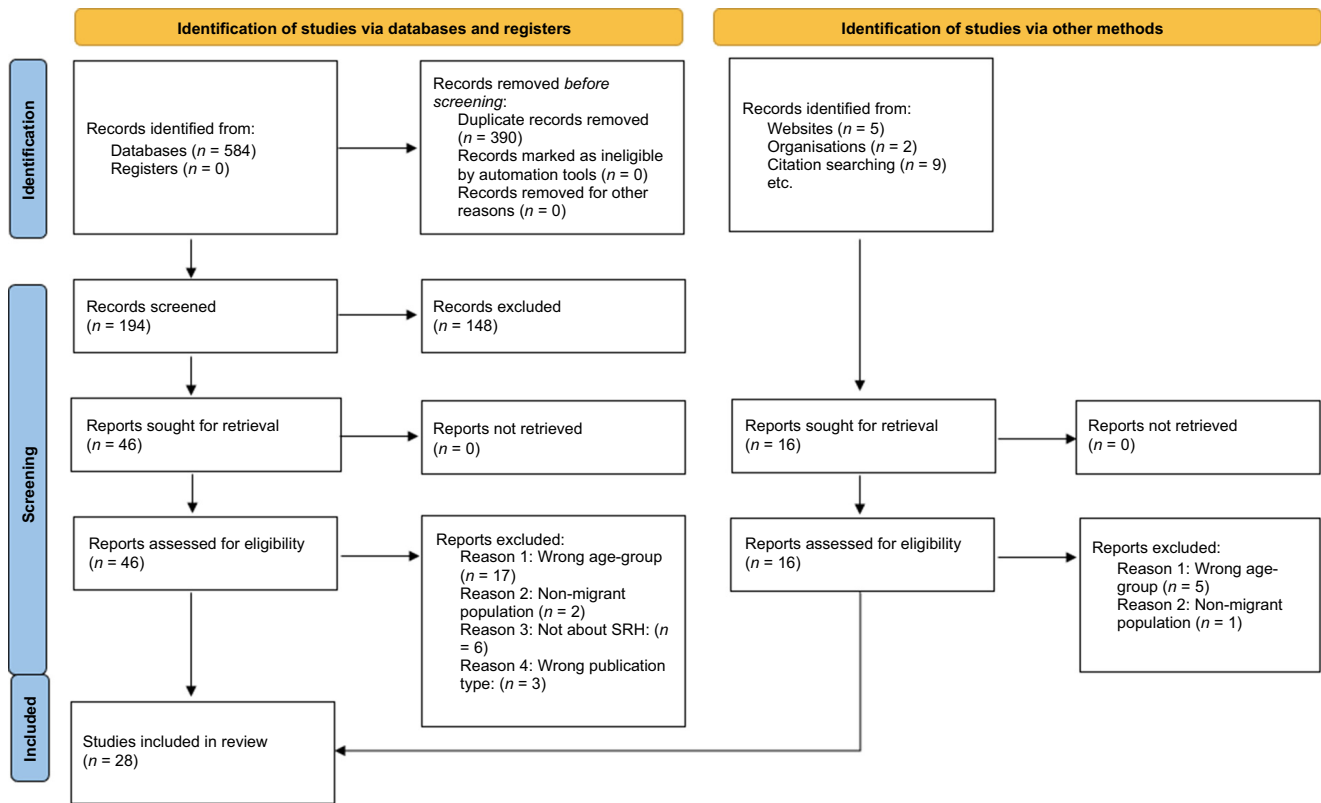 Identification of studies via databases and registers
Identification of studies via other methods
Identification
Records identified from:
Databases (n = 584)
Registers (n = 0)
Records removed before
screening:
Duplicate records removed
(n = 390)
Records marked as ineligible
by automation tools (n = 0)
Records removed for other
reasons (n = 0)
Records identified from:
Websites (n = 5)
Organisations (n = 2)
Citation searching (n = 9)
etc.
Screening
Records screened
(n = 194)
Records excluded
(n = 148)
Reports sought for retrieval
(n = 46)
Reports not retrieved
(n = 0)
Reports sought for retrieval
(n = 16)
Reports not retrieved
(n = 0)
Reports assessed for eligibility
(n = 46)
Reports excluded:
Reason 1: Wrong age-group
(n = 17)
Reason 2: Non-migrant
population (n = 2)
Reason 3: Not about SRH: (n
= 6)
Reason 4: Wrong publication
type: (n = 3)
Reports assessed for eligibility
(n = 16)
Reports excluded:
Reason 1: Wrong age-
group (n = 5)
Reason 2: Non-migrant
population (n = 1)
Included
Studies included in review
(n = 28)